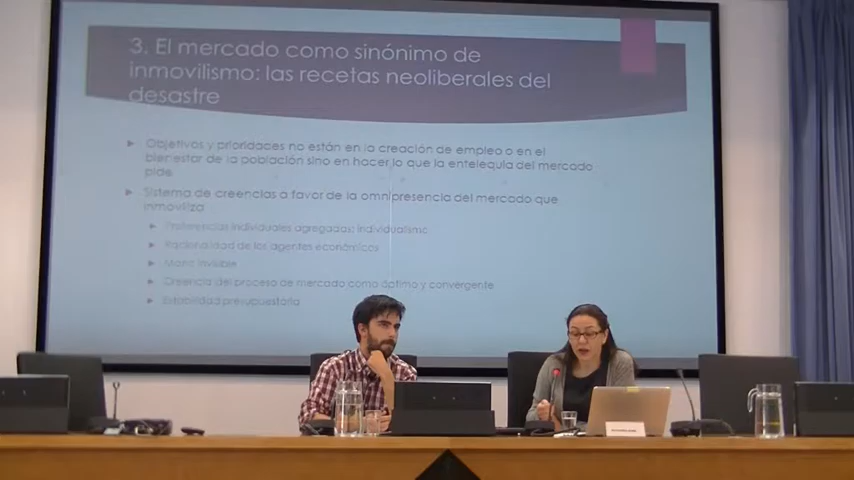 3. El mercado como sinónimo de
inmovilismo: las recetas neoliberales del
desastre
Objetivos y prioridades no están en la creación de empleo o en el
bienestar de la población sino en hacer lo que la entelequia del mercado
pide
Sistema de creencias a favor de la omnipresencia del mercado que
inmoviliza
Preferencias individuales agregadas: individualismo
Racionalidad de los agentes económicos
Mano invisible
Creencia del proceso de mercado como óptimo y convergente
Estabilidad presupuestaria